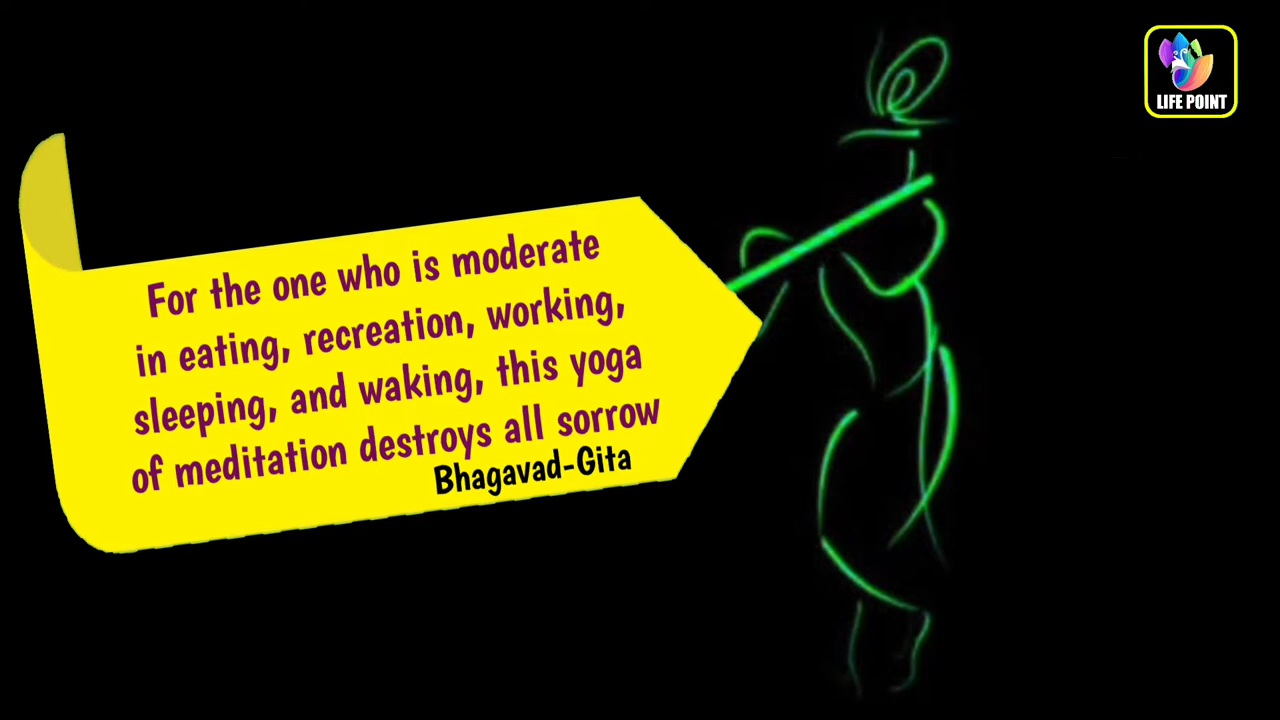 LIFE POINT
For the one who is moderate
in eating, recreation, working,
sleeping, and waking, this yoga
of meditation destroys all sorrow
Bhagavad-Gita